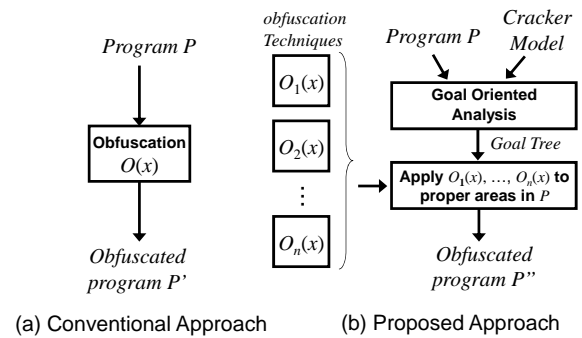 Program P
Obfuscation
O(x)
Obfuscated
program P'
(a) Conventional Approach
obfuscation
Techniques
O1(x)
O2(x)
⋮
On(x)
Program P
Cracker
Model
Goal Oriented
Analysis
Goal Tree
Apply O1(x), …, On(x) to
proper areas in P
Obfuscated
program P"
(b) Proposed Approach